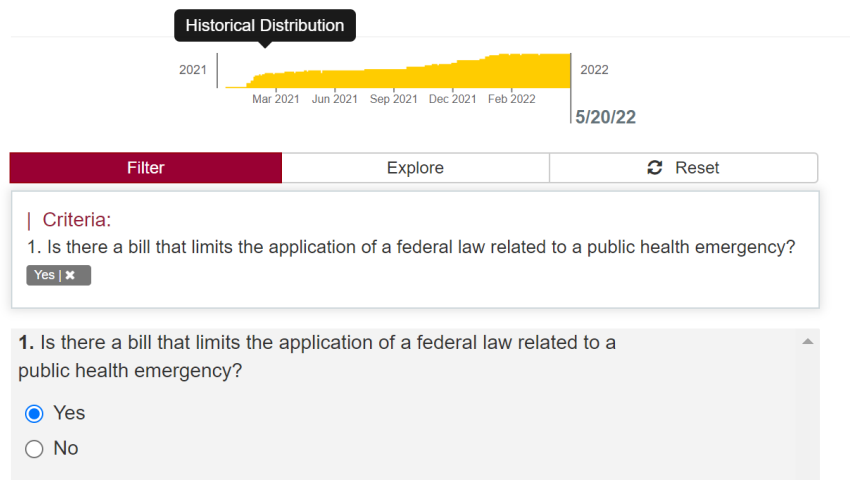 Historical Distribution
2021
2022
Mar 2021 Jun 2021 Sep 2021 Dec 2021 Feb 2022
5/20/22
Filter Explore Reset
| Criteria:
1. Is there a bill that limits the application of a federal law related to a public health emergency?
Yes | ✖
1. Is there a bill that limits the application of a federal law related to a
public health emergency?
Yes
No